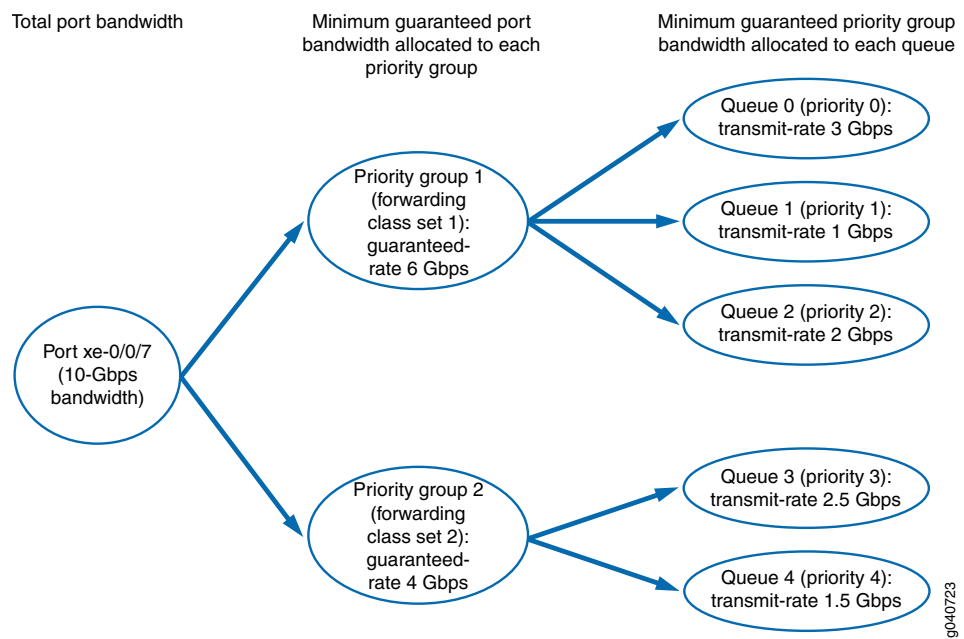 Total port bandwidth
Minimum guaranteed port
bandwidth allocated to each
priority group
Minimum guaranteed priority group
bandwidth allocated to each queue
Queue 0 (priority 0):
transmit-rate 3 Gbps
Priority group 1
(forwarding
class set 1):
guaranteed-
rate 6 Gbps
Queue 1 (priority 1):
transmit-rate 1 Gbps
Queue 2 (priority 2):
transmit-rate 2 Gbps
Port xe-0/0/7
(10-Gbps
bandwidth)
Priority group 2
(forwarding
class set 2):
guaranteed-
rate 4 Gbps
Queue 3 (priority 3):
transmit-rate 2.5 Gbps
Queue 4 (priority 4):
transmit-rate 1.5 Gbps
g040723